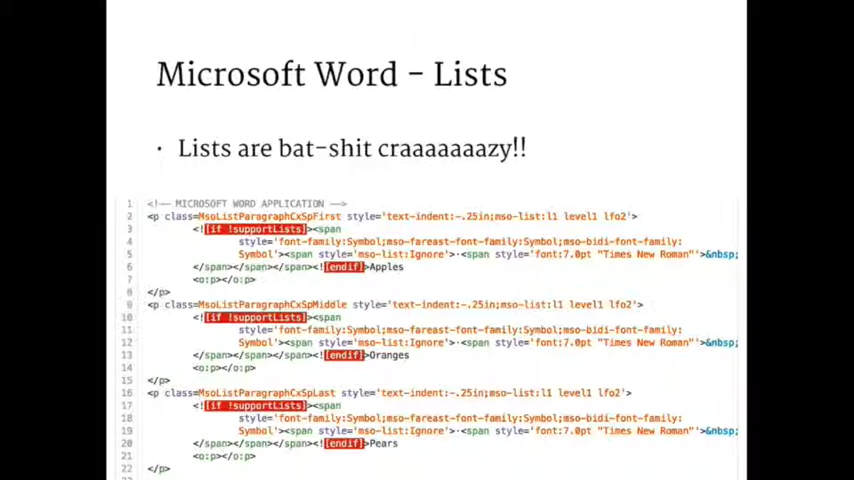 Microsoft Word - Lists
• Lists are bat-shit craaaaaaazy!!
1 <!-- MICROSOFT WORD APPLICATION -->
2 <p class=MsoListParagraphCxSpFirst style='text-indent:-.25in;mso-list:l1 level1 lfo2'>
3 <![if !supportLists]><span
4 style='font-family:Symbol;mso-fareast-font-family:Symbol;mso-bidi-font-family:
5 Symbol'><span style='mso-list:Ignore'>·<span style='font:7.0pt "Times New Roman"'>&nbsp;
6 </span></span></span><![endif]>Apples
7 <o:p></o:p>
8 </p>
9 <p class=MsoListParagraphCxSpMiddle style='text-indent:-.25in;mso-list:l1 level1 lfo2'>
10 <![if !supportLists]><span
11 style='font-family:Symbol;mso-fareast-font-family:Symbol;mso-bidi-font-family:
12 Symbol'><span style='mso-list:Ignore'>·<span style='font:7.0pt "Times New Roman"'>&nbsp;
13 </span></span></span><![endif]>Oranges
14 <o:p></o:p>
15 </p>
16 <p class=MsoListParagraphCxSpLast style='text-indent:-.25in;mso-list:l1 level1 lfo2'>
17 <![if !supportLists]><span
18 style='font-family:Symbol;mso-fareast-font-family:Symbol;mso-bidi-font-family:
19 Symbol'><span style='mso-list:Ignore'>·<span style='font:7.0pt "Times New Roman"'>&nbsp;
20 </span></span></span><![endif]>Pears
21 <o:p></o:p>
22 </p>